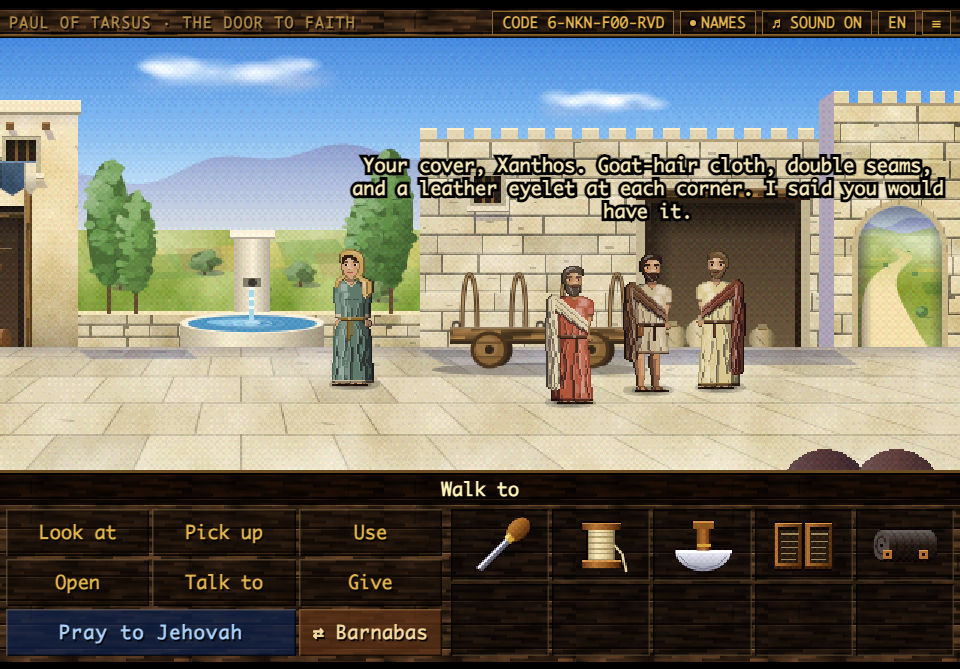 PAUL OF TARSUS · THE DOOR TO FAITH
CODE 6-NKN-F00-RVD
• NAMES
♬ SOUND ON
EN
≡
Your cover, Xanthos. Goat-hair cloth, double seams,
and a leather eyelet at each corner. I said you would
have it.
Walk to
Look at
Pick up
Use
Open
Talk to
Give
Pray to Jehovah
⇄ Barnabas